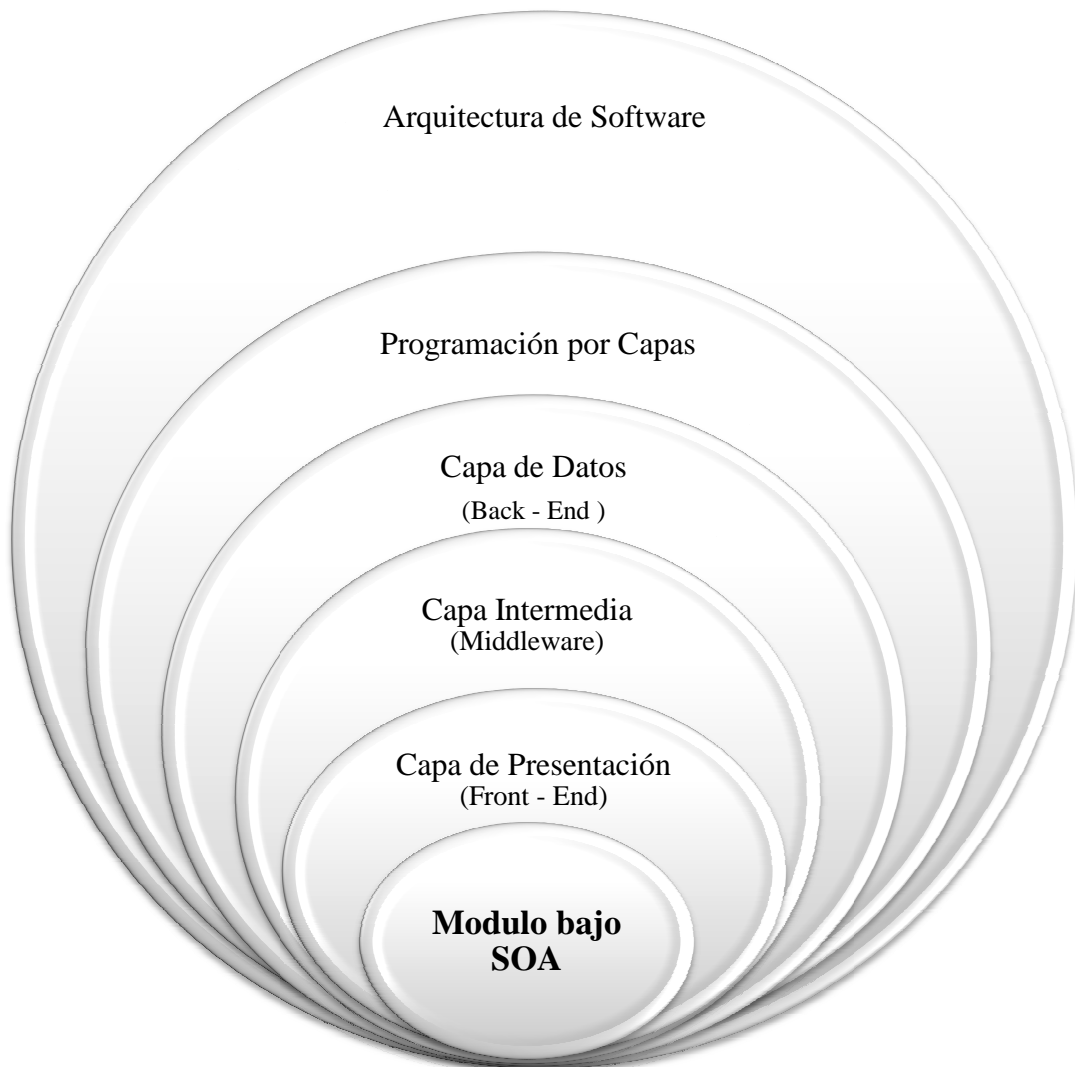 Arquitectura de Software
Programación por Capas
Capa de Datos
(Back - End )
Capa Intermedia
(Middleware)
Capa de Presentación
(Front - End)
Modulo bajo
SOA